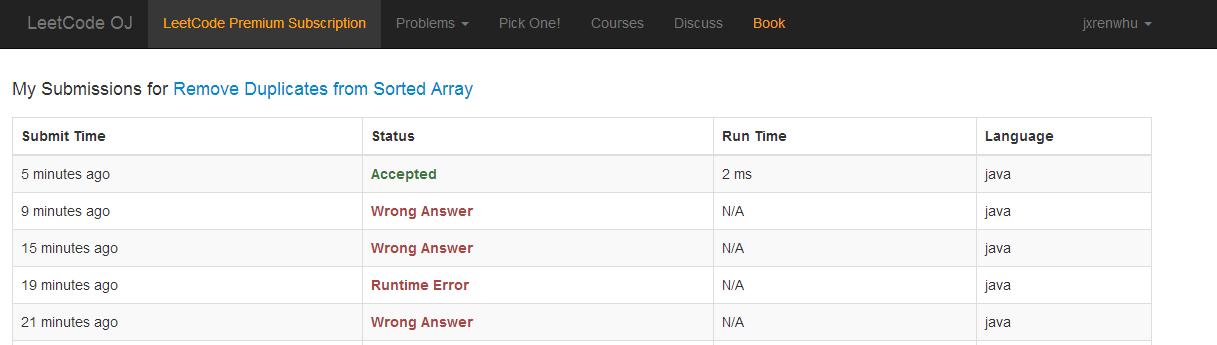 LeetCode OJ LeetCode Premium Subscription Problems Pick One! Courses Discuss Book jxrenwhu
My Submissions for Remove Duplicates from Sorted Array
Submit Time Status Run Time Language
5 minutes ago Accepted 2 ms java
9 minutes ago Wrong Answer N/A java
15 minutes ago Wrong Answer N/A java
19 minutes ago Runtime Error N/A java
21 minutes ago Wrong Answer N/A java